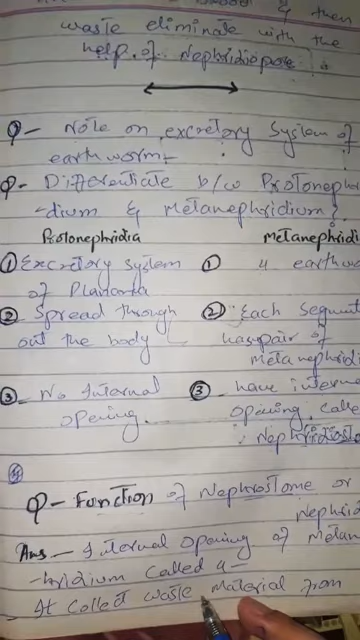 & then
waste eliminate with the
help of Nephridiopore.
Q- Note on excretory system of
earthworm
Q- Differentiate b/w Protoneph
-dium & Metanephridium?
Protonephridia Metanephridi
① Excretory system ① " earthwo
of Planaria
② Spread through ② Each segment
out the body has pair of
metanephridi
③ No internal ③ have intern
opening. opening calle
Nephridiosto
Q- Function of Nephrostome or
Nephrid
Ans- Internal opening of Metan
-hridium called "-
It collect waste material from